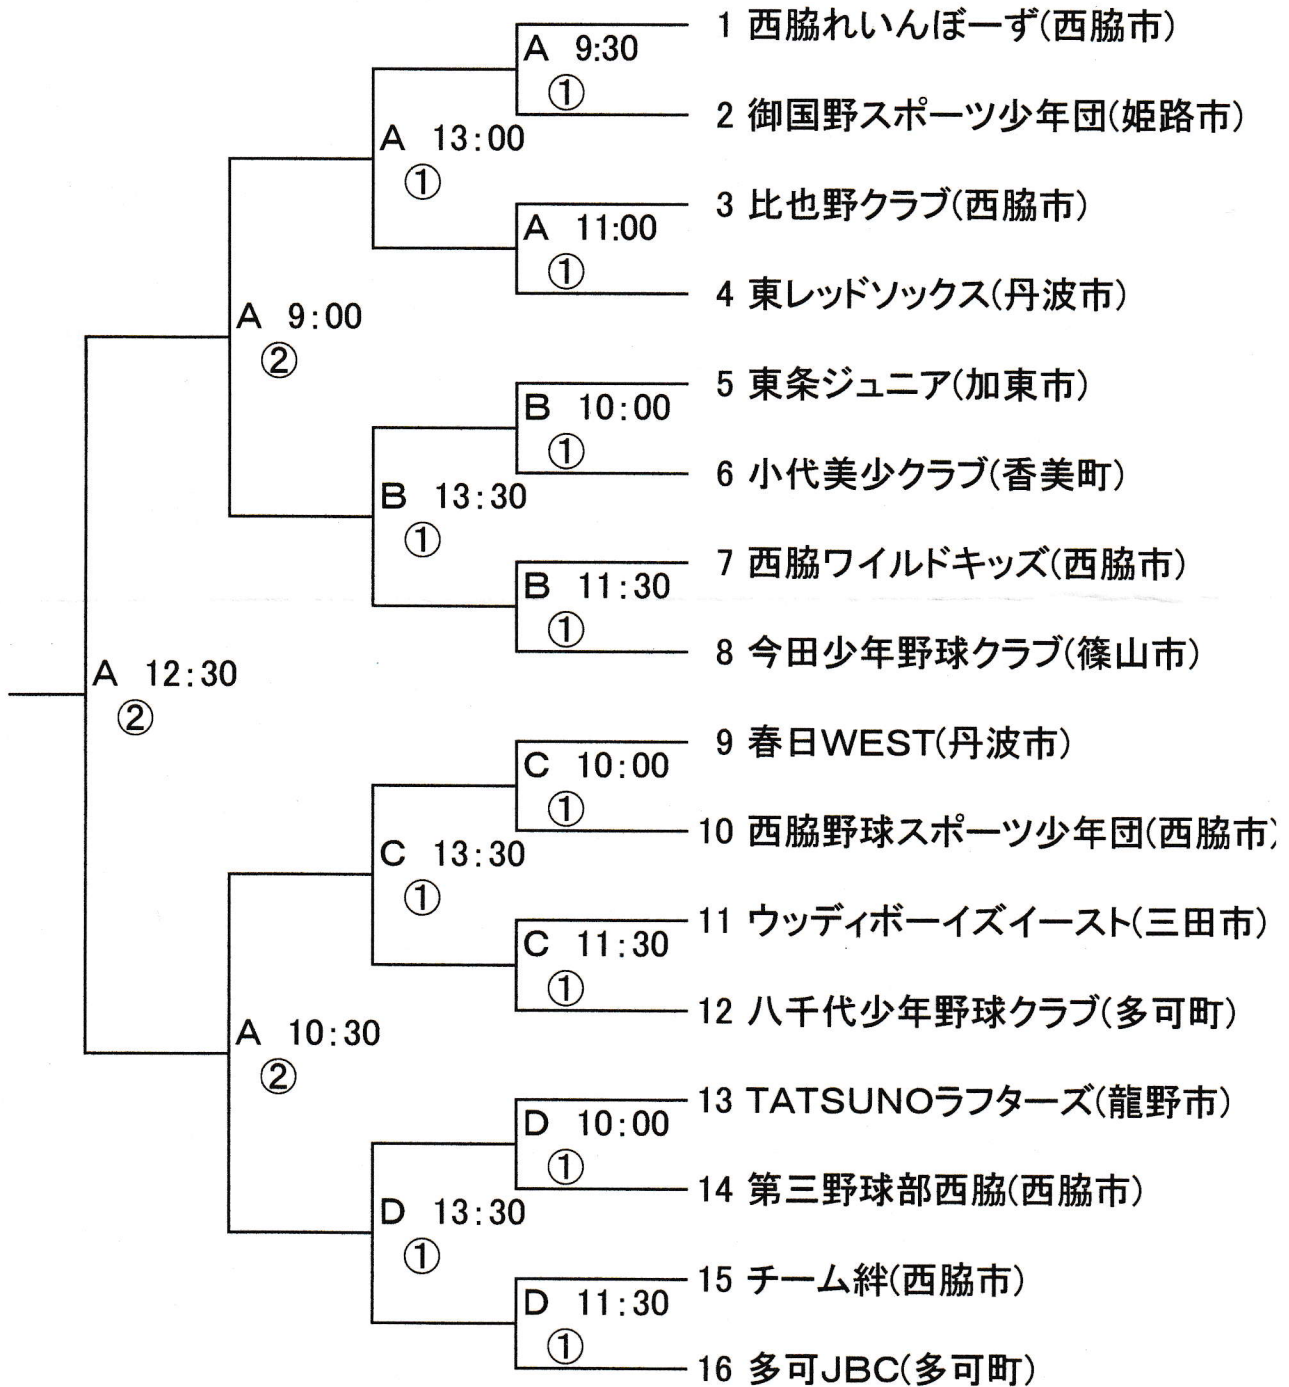 1 西脇れいんぼーず(西脇市)
A 9:30
①
2 御国野スポーツ少年団(姫路市)
A 13:00
①
3 比也野クラブ(西脇市)
A 11:00
①
4 東レッドソックス(丹波市)
A 9:00
②
5 東条ジュニア(加東市)
B 10:00
①
6 小代美少クラブ(香美町)
B 13:30
①
7 西脇ワイルドキッズ(西脇市)
B 11:30
①
8 今田少年野球クラブ(篠山市)
A 12:30
②
9 春日WEST(丹波市)
C 10:00
①
10 西脇野球スポーツ少年団(西脇市)
C 13:30
①
11 ウッディボーイズイースト(三田市)
C 11:30
①
12 八千代少年野球クラブ(多可町)
A 10:30
②
13 TATSUNOラフターズ(龍野市)
D 10:00
①
14 第三野球部西脇(西脇市)
D 13:30
①
15 チーム絆(西脇市)
D 11:30
①
16 多可JBC(多可町)